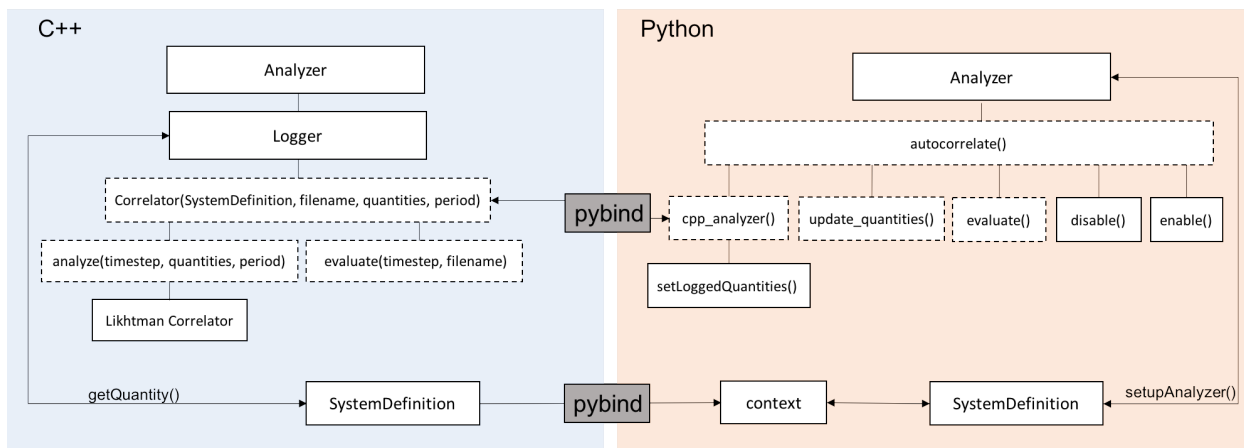 C++
Analyzer
Logger
Correlator(SystemDefinition, filename, quantities, period)
analyze(timestep, quantities, period)
evaluate(timestep, filename)
Likhtman Correlator
getQuantity()
SystemDefinition
pybind
pybind
Python
Analyzer
autocorrelate()
cpp_analyzer()
update_quantities()
evaluate()
disable()
enable()
setLoggedQuantities()
context
SystemDefinition
setupAnalyzer()